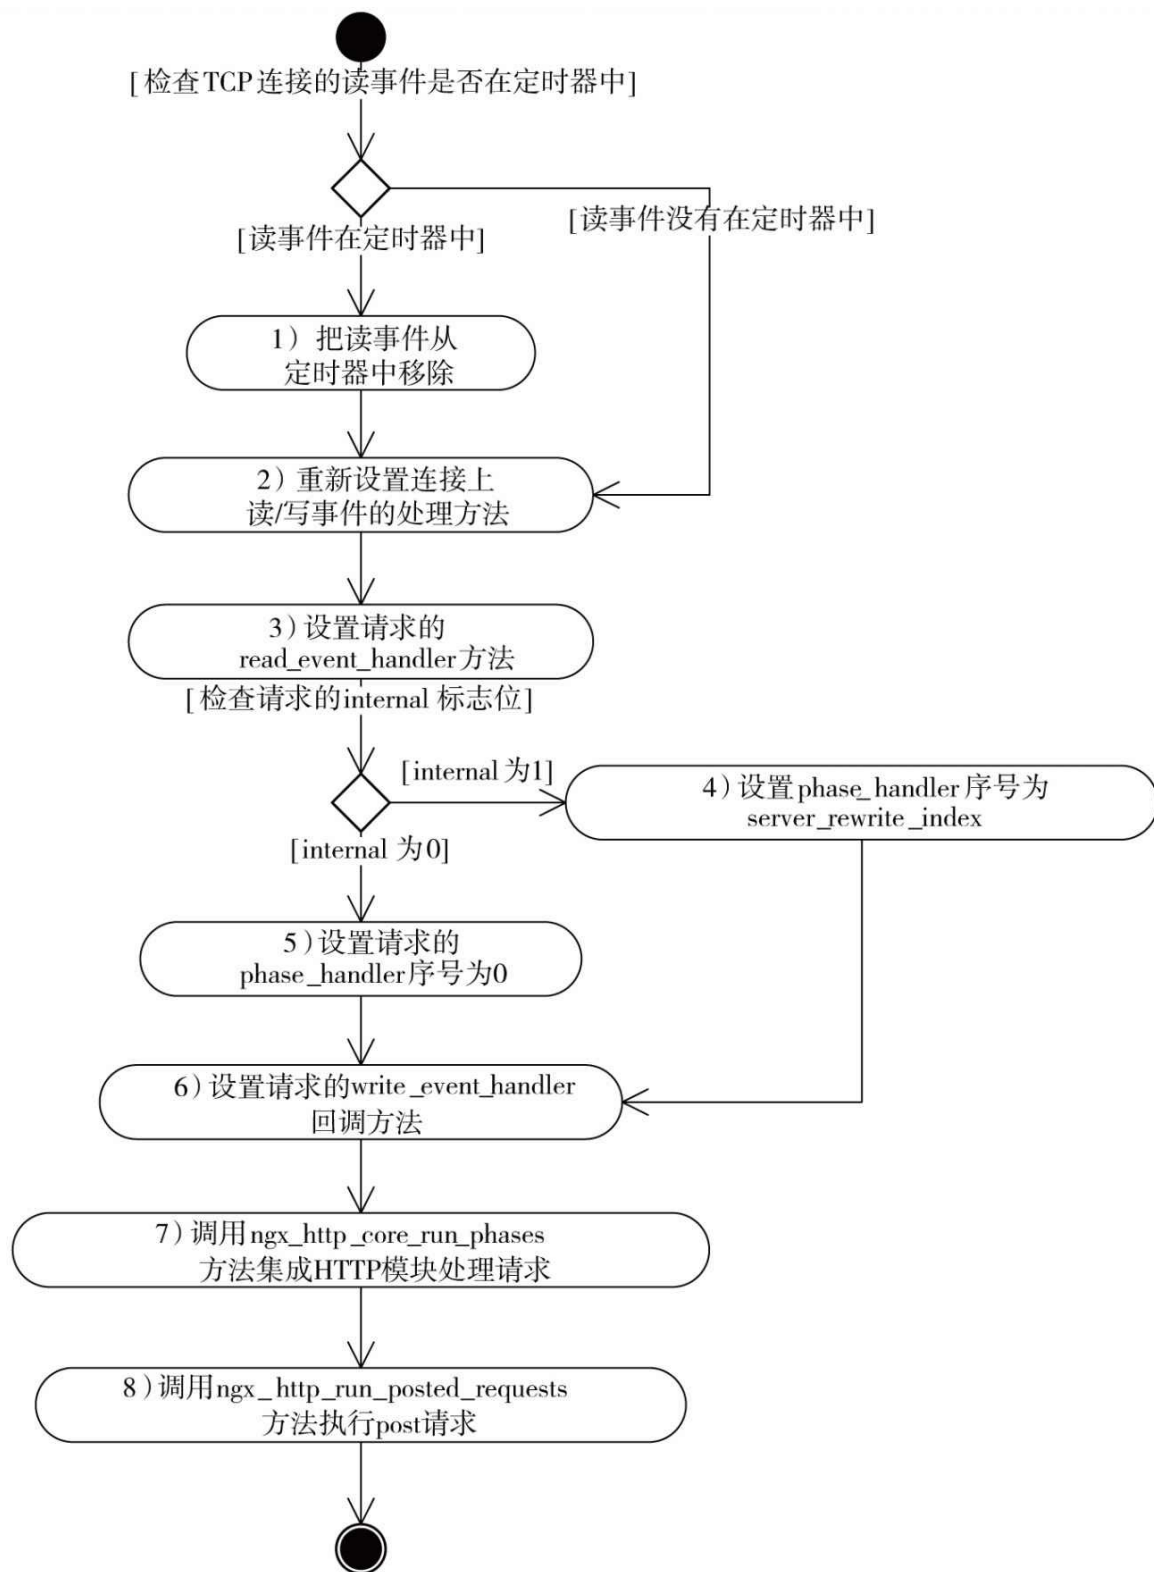 [检查TCP连接的读事件是否在定时器中]
[读事件没有在定时器中]
[读事件在定时器中]
1）把读事件从
定时器中移除
2）重新设置连接上
读/写事件的处理方法
3）设置请求的
read_event_handler方法
[检查请求的internal 标志位]
[internal为1]
4）设置phase_handler序号为
server_rewrite_index
[internal 为0]
5）设置请求的
phase_handler序号为0
6）设置请求的write_event_handler
回调方法
7）调用ngx_http_core_run_phases
方法集成HTTP模块处理请求
8）调用ngx_http_run_posted_requests
方法执行post请求